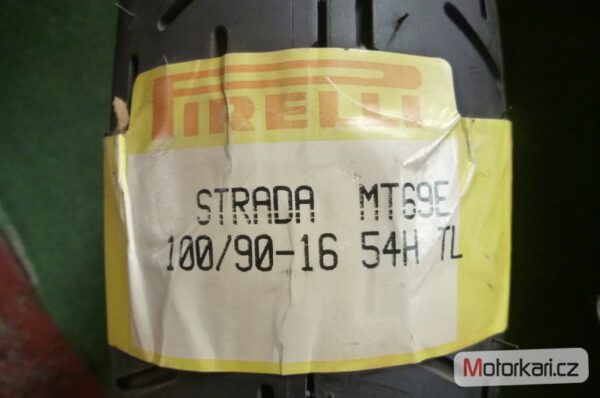 PIRELLI
STRADA MT69E
100/90-16 54H TL
Motorkari.cz